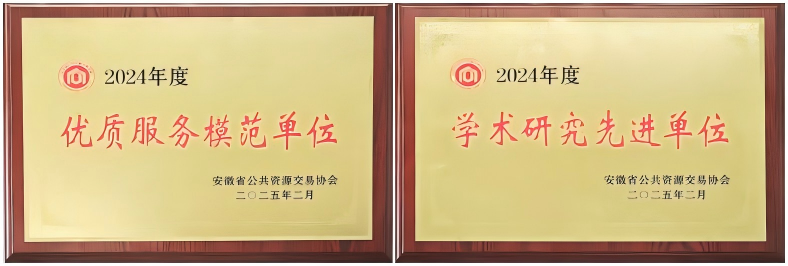 2024年度
优质服务模范单位
安徽省公共资源交易协会
二〇二五年二月
2024年度
学术研究先进单位
安徽省公共资源交易协会
二〇二五年二月